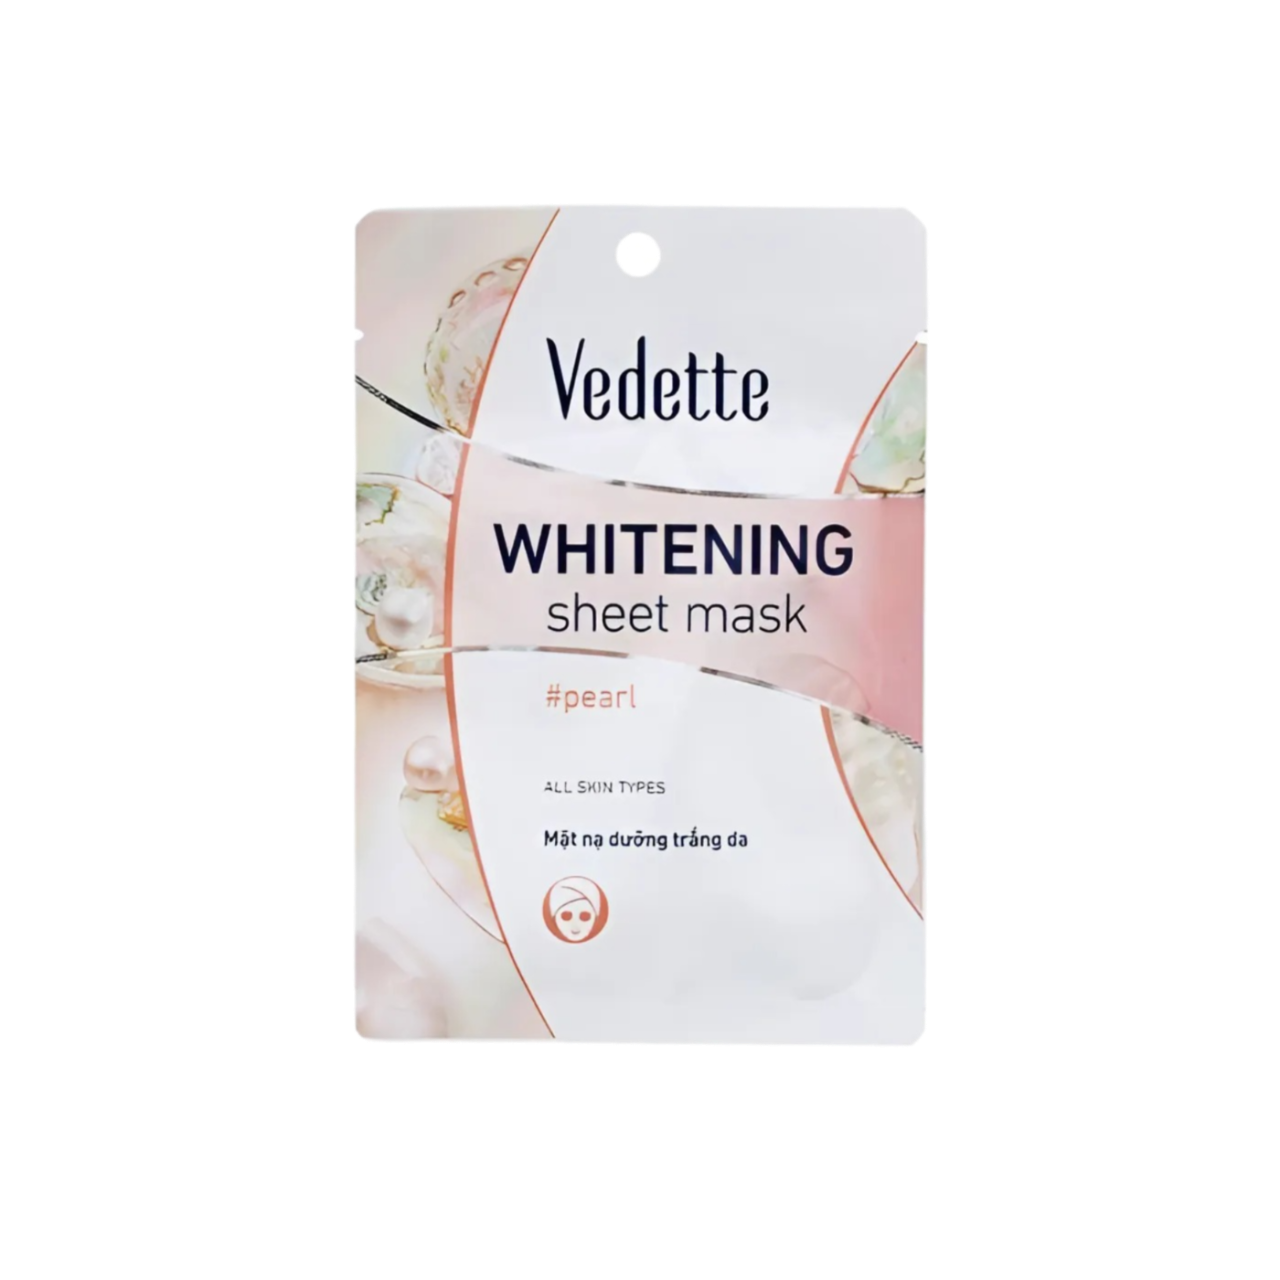 Vedette
WHITENING
sheet mask
#pearl
ALL SKIN TYPES
Mặt nạ dưỡng trắng da